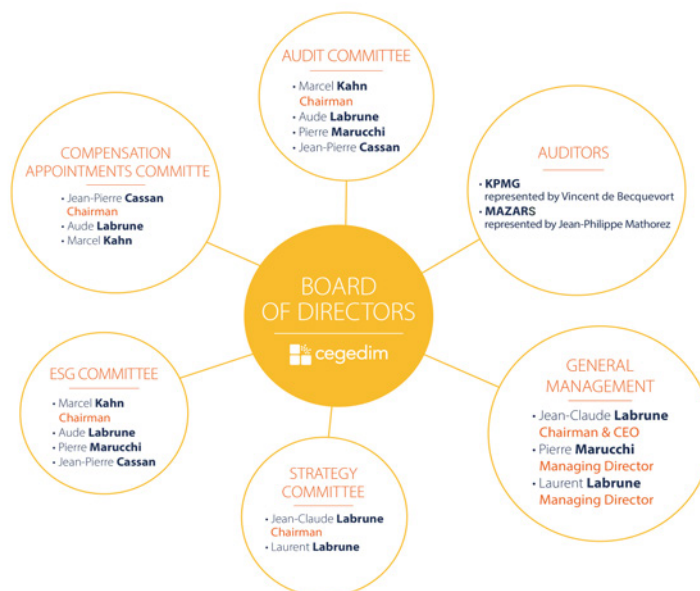 AUDIT COMMITTEE
• Marcel Kahn
Chairman
• Aude Labrune
• Pierre Marucchi
• Jean-Pierre Cassan
COMPENSATION
APPOINTMENTS COMMITTE
• Jean-Pierre Cassan
Chairman
• Aude Labrune
• Marcel Kahn
AUDITORS
• KPMG
represented by Vincent de Becquevort
• MAZARS
represented by Jean-Philippe Mathorez
BOARD
OF DIRECTORS
cegedim
ESG COMMITTEE
• Marcel Kahn
Chairman
• Aude Labrune
• Pierre Marucchi
• Jean-Pierre Cassan
GENERAL
MANAGEMENT
• Jean-Claude Labrune
Chairman & CEO
• Pierre Marucchi
Managing Director
• Laurent Labrune
Managing Director
STRATEGY
COMMITTEE
• Jean-Claude Labrune
Chairman
• Laurent Labrune